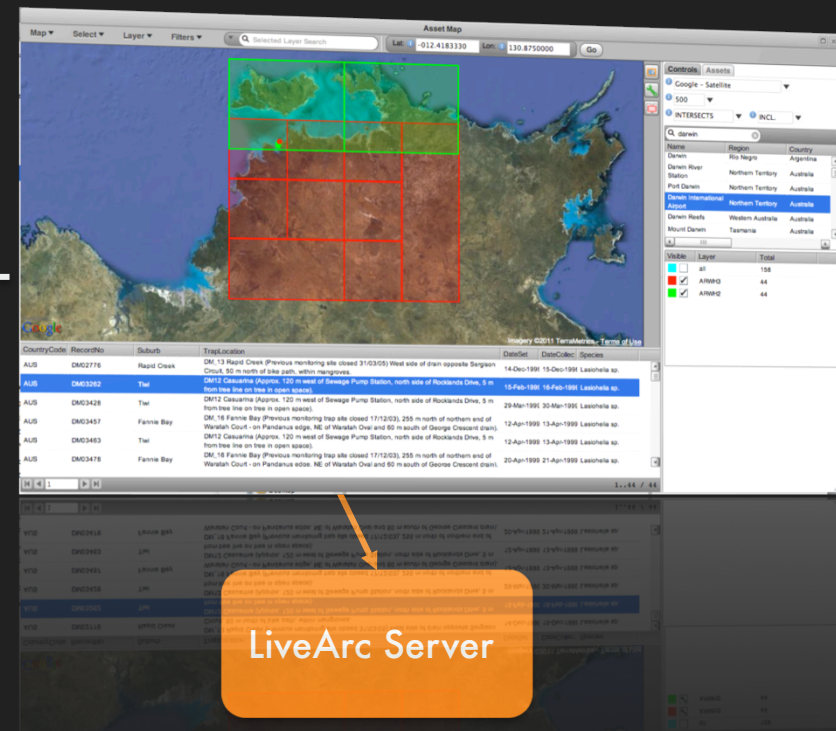 Asset Map
Map Select Layer Filters Selected Layer Search Lat: -012.4183330 Lon: 130.8750000 Go
Controls Assets
Google - Satellite
500
INTERSECTS INCL.
darwin
Name Region Country
Darwin Río Negro Argentina
Darwin River Station Northern Territory Australia
Port Darwin Northern Territory Australia
Darwin International Airport Northern Territory Australia
Darwin Reefs Western Australia Australia
Mount Darwin Tasmania Australia
Visible Layer Total
all 158
ARWH3 44
ARWH2 44
Google
Imagery ©2011 TerraMetrics - Terms of Use
CountryCode RecordNo Suburb TrapLocation DateSet DateCollec Species
AUS DM02776 Rapid Creek DM_13 Rapid Creek (Previous monitoring site closed 31/03/05) West side of drain opposite Sergison
Circuit, 50 m north of bike path, within mangroves. 14-Dec-1998 15-Dec-1998 Lasiohelea sp.
AUS DM03262 Tiwi DM12 Casuarina (Approx. 120 m west of Sewage Pump Station, north side of Rocklands Drive, 5 m
from tree line on tree in open space). 15-Feb-1999 16-Feb-1999 Lasiohelea sp.
AUS DM03428 Tiwi DM12 Casuarina (Approx. 120 m west of Sewage Pump Station, north side of Rocklands Drive, 5 m
from tree line on tree in open space). 29-Mar-1999 30-Mar-1999 Lasiohelea sp.
AUS DM03457 Fannie Bay DM_16 Fannie Bay (Previous monitoring trap site closed 17/12/03), 255 m north of northern end of
Waratah Court - on Pandanus edge, NE of Waratah Oval and 60 m south of George Crescent drain). 12-Apr-1999 13-Apr-1999 Lasiohelea sp.
AUS DM03463 Tiwi DM12 Casuarina (Approx. 120 m west of Sewage Pump Station, north side of Rocklands Drive, 5 m
from tree line on tree in open space). 12-Apr-1999 13-Apr-1999 Lasiohelea sp.
AUS DM03478 Fannie Bay DM_16 Fannie Bay (Previous monitoring trap site closed 17/12/03), 255 m north of northern end of
Waratah Court - on Pandanus edge, NE of Waratah Oval and 60 m south of George Crescent drain). 20-Apr-1999 21-Apr-1999 Lasiohelea sp.
1 1..44 / 44
LiveArc Server